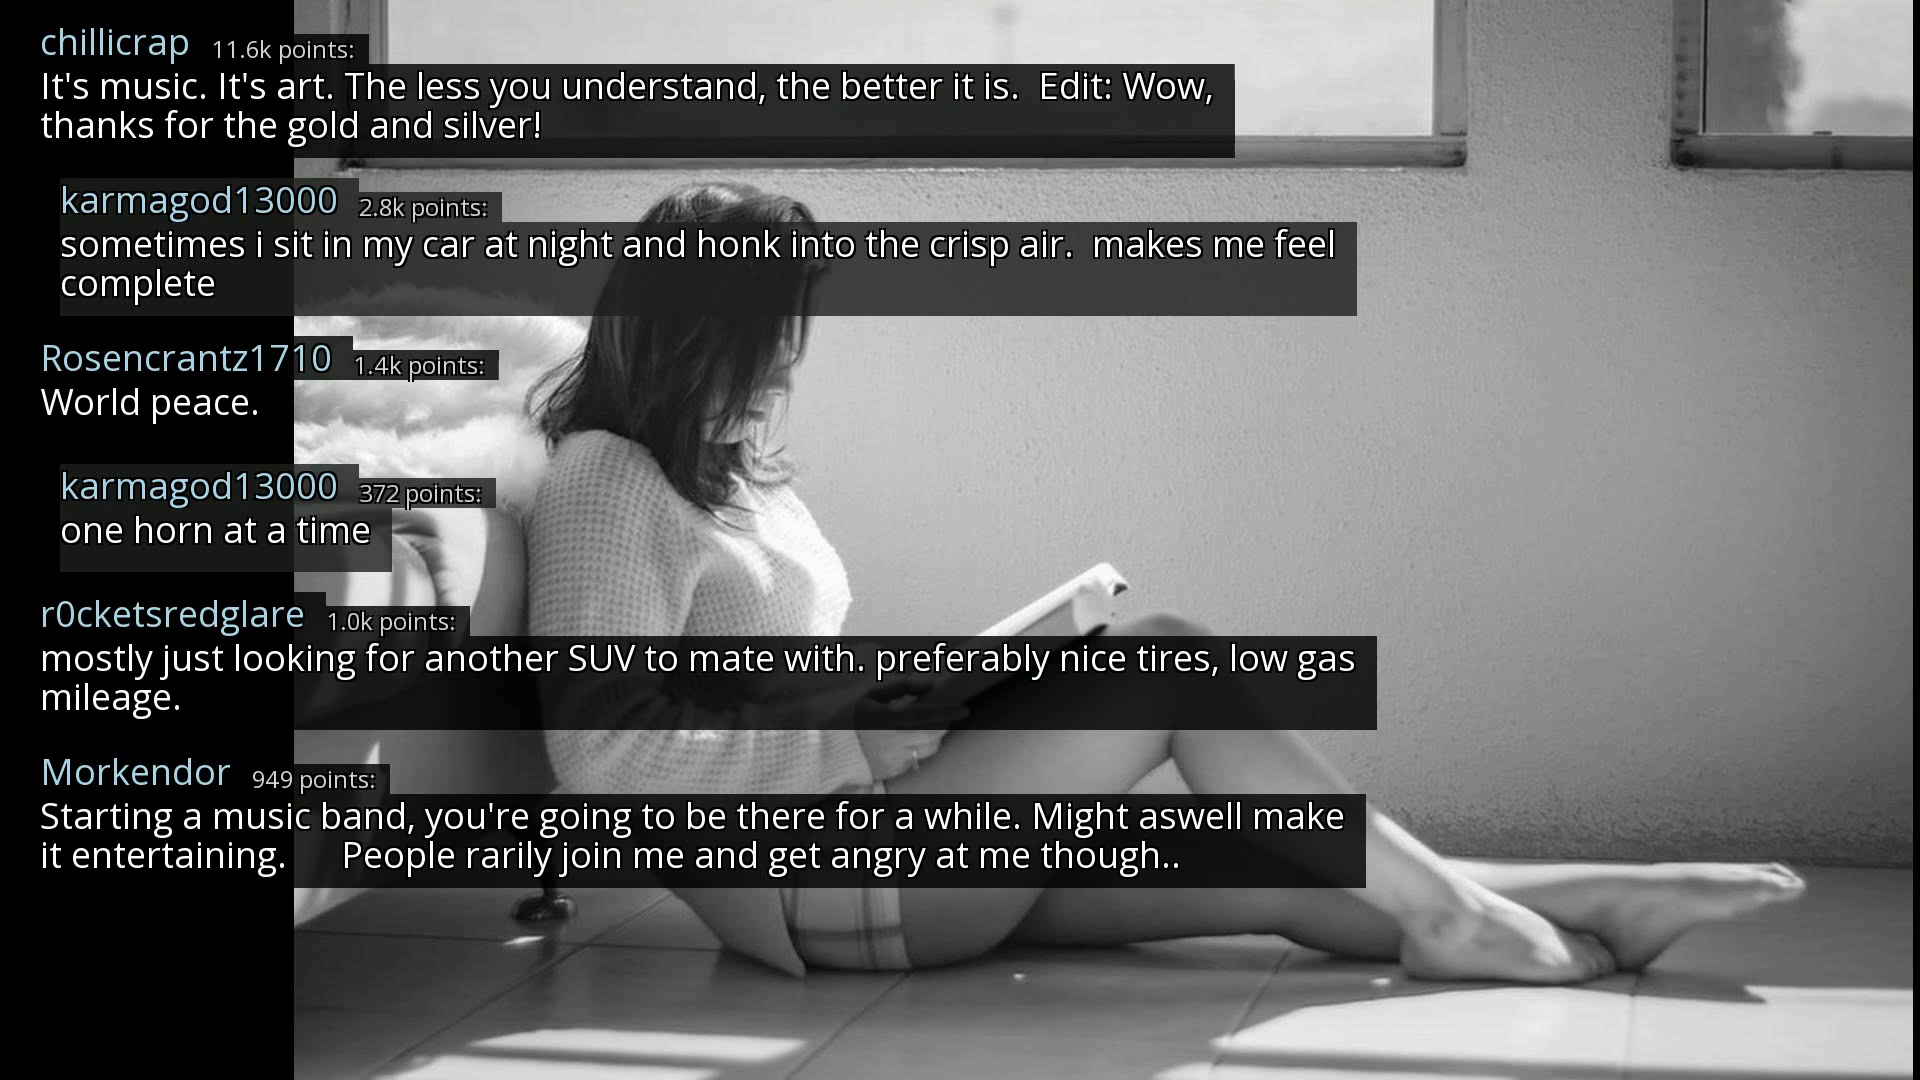 chillicrap 11.6k points:
It's music. It's art. The less you understand, the better it is.  Edit: Wow,
thanks for the gold and silver!
karmagod13000 2.8k points:
sometimes i sit in my car at night and honk into the crisp air.  makes me feel
complete
Rosencrantz1710 1.4k points:
World peace.
karmagod13000 372 points:
one horn at a time
r0cketsredglare 1.0k points:
mostly just looking for another SUV to mate with. preferably nice tires, low gas
mileage.
Morkendor 949 points:
Starting a music band, you're going to be there for a while. Might aswell make
it entertaining.      People rarily join me and get angry at me though..